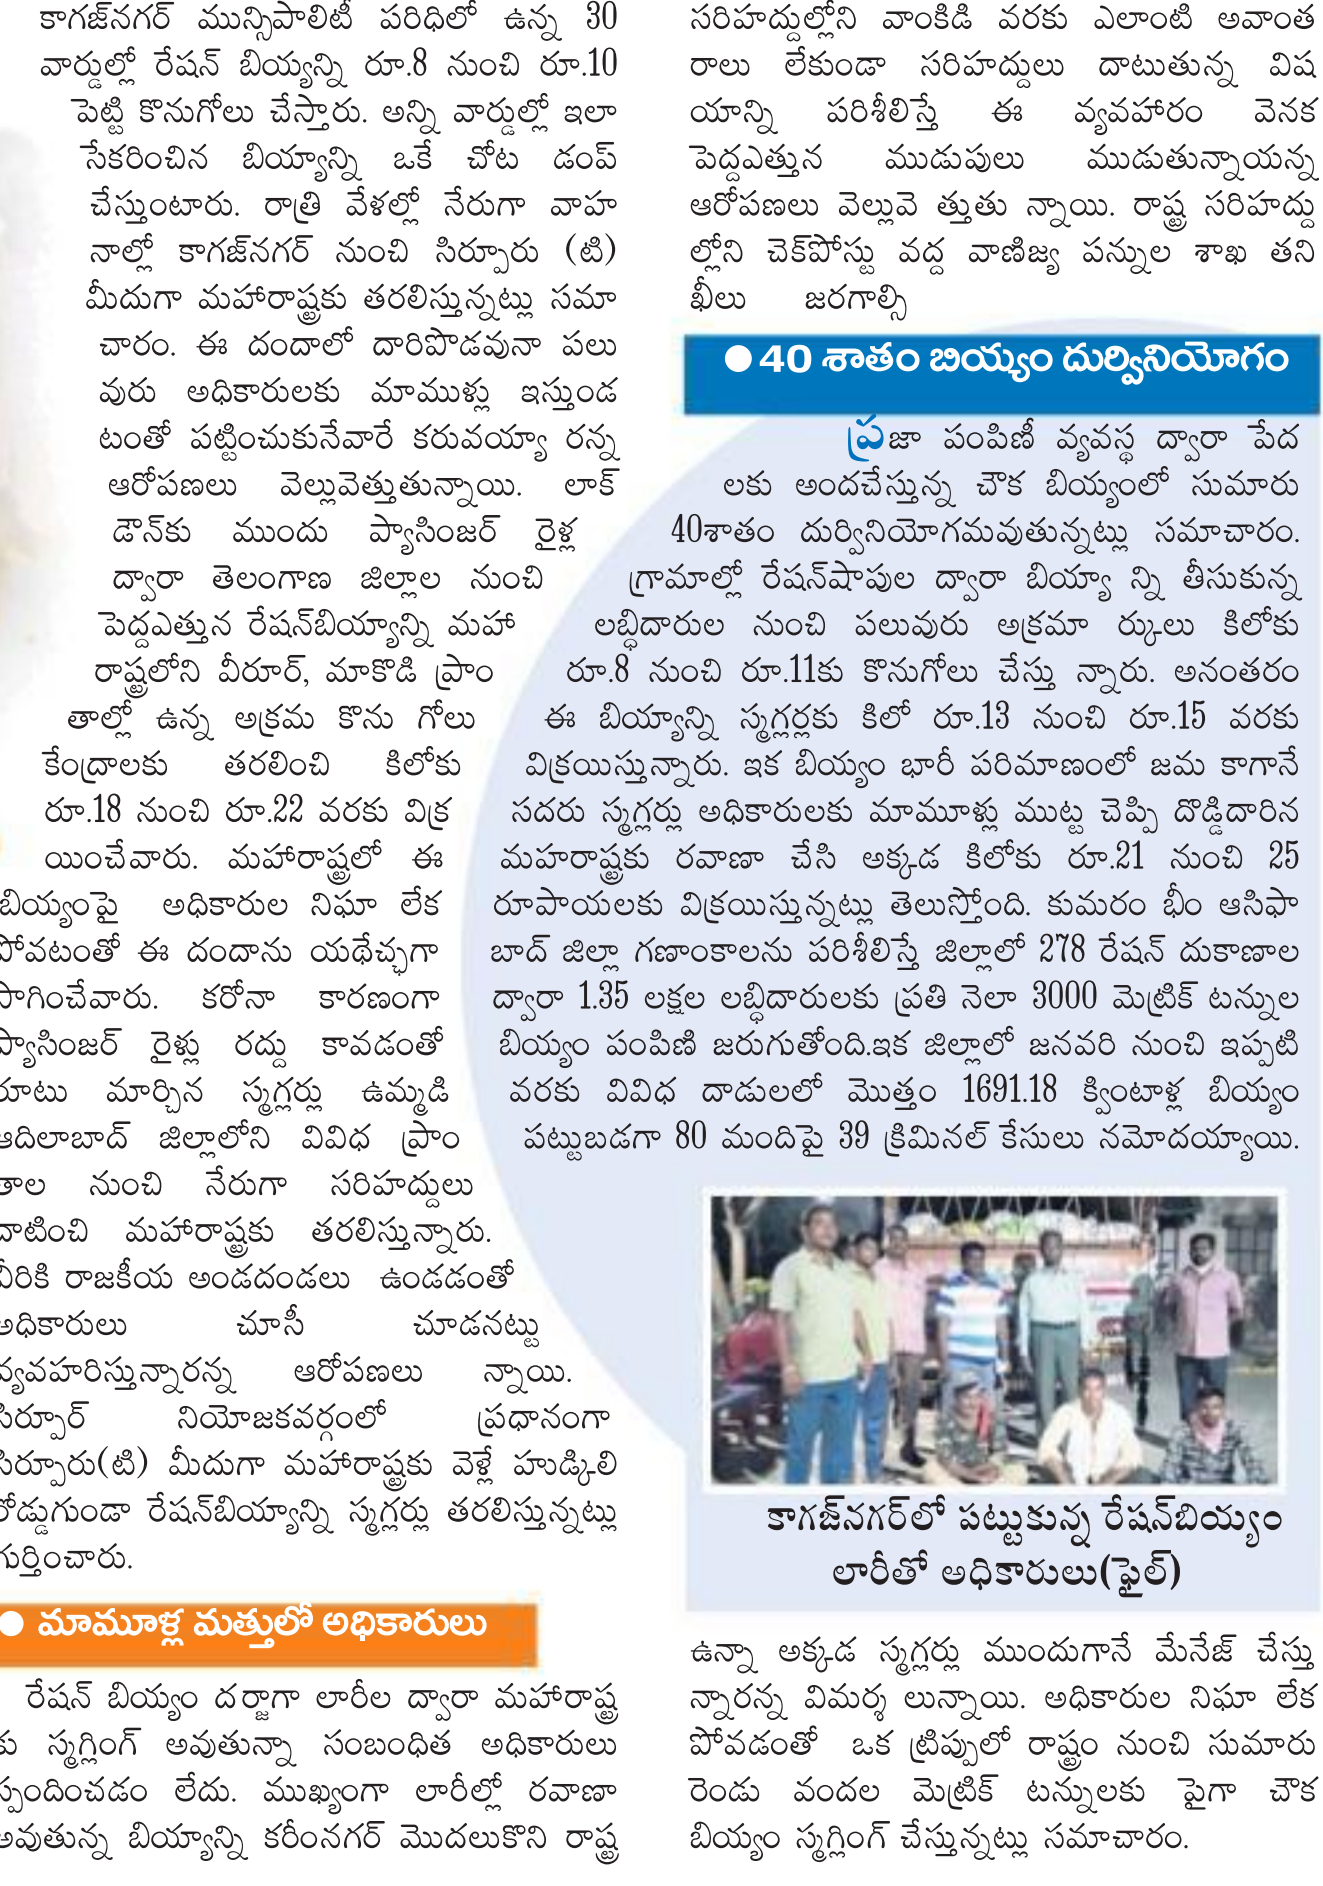 కాగజ్‌నగర్ మున్సిపాలిటీ పరిధిలో ఉన్న 30
వార్డుల్లో రేషన్ బియ్యన్ని రూ.8 నుంచి రూ.10
పెట్టి కొనుగోలు చేస్తారు. అన్ని వార్డుల్లో ఇలా
సేకరించిన బియ్యాన్ని ఒకే చోట డంప్
చేస్తుంటారు. రాత్రి వేళల్లో నేరుగా వాహ
నాల్లో కాగజ్‌నగర్ నుంచి సిర్పూరు (టి)
మీదుగా మహారాష్ట్రకు తరలిస్తున్నట్లు సమా
చారం. ఈ దందాలో దారిపొడవునా పలు
వురు అధికారులకు మాముళ్లు ఇస్తుండ
టంతో పట్టించుకునేవారే కరువయ్యా రన్న
ఆరోపణలు వెల్లువెత్తుతున్నాయి. లాక్
డౌన్‌కు ముందు ప్యాసింజర్ రైళ్ల
ద్వారా తెలంగాణ జిల్లాల నుంచి
పెద్దఎత్తున రేషన్‌బియ్యాన్ని మహా
రాష్ట్రలోని వీరూర్, మాకొడి ప్రాం
తాల్లో ఉన్న అక్రమ కొను గోలు
కేంద్రాలకు తరలించి కిలోకు
రూ.18 నుంచి రూ.22 వరకు విక్ర
యించేవారు. మహారాష్ట్రలో ఈ
బియ్యంపై అధికారుల నిఘా లేక
పోవటంతో ఈ దందాను యథేచ్ఛగా
సాగించేవారు. కరోనా కారణంగా
ప్యాసింజర్ రైళ్లు రద్దు కావడంతో
రూటు మార్చిన స్మగ్లర్లు ఉమ్మడి
ఆదిలాబాద్ జిల్లాలోని వివిధ ప్రాం
తాల నుంచి నేరుగా సరిహద్దులు
దాటించి మహారాష్ట్రకు తరలిస్తున్నారు.
వీరికి రాజకీయ అండదండలు ఉండడంతో
అధికారులు చూసీ చూడనట్టు
వ్యవహరిస్తున్నారన్న ఆరోపణలు న్నాయి.
సిర్పూర్ నియోజకవర్గంలో ప్రధానంగా
సిర్పూరు(టి) మీదుగా మహారాష్ట్రకు వెళ్లే హుడ్కిలి
రోడ్డుగుండా రేషన్‌బియ్యాన్ని స్మగ్లర్లు తరలిస్తున్నట్లు
గుర్తించారు.
● మామూళ్ల మత్తులో అధికారులు
రేషన్ బియ్యం దర్జాగా లారీల ద్వారా మహారాష్ట్ర
కు స్మగ్లింగ్ అవుతున్నా సంబంధిత అధికారులు
స్పందించడం లేదు. ముఖ్యంగా లారీల్లో రవాణా
అవుతున్న బియ్యాన్ని కరీంనగర్ మొదలుకొని రాష్ట్ర
సరిహద్దుల్లోని వాంకిడి వరకు ఎలాంటి అవాంత
రాలు లేకుండా సరిహద్దులు దాటుతున్న విష
యాన్ని పరిశీలిస్తే ఈ వ్యవహారం వెనక
పెద్దఎత్తున ముడుపులు ముడుతున్నాయన్న
ఆరోపణలు వెల్లువె త్తుతు న్నాయి. రాష్ట్ర సరిహద్దు
ల్లోని చెక్‌పోస్టు వద్ద వాణిజ్య పన్నుల శాఖ తని
ఖీలు జరగాల్సి
● 40 శాతం బియ్యం దుర్వినియోగం
ప్రజా పంపిణీ వ్యవస్థ ద్వారా పేద
లకు అందచేస్తున్న చౌక బియ్యంలో సుమారు
40శాతం దుర్వినియోగమవుతున్నట్లు సమాచారం.
గ్రామాల్లో రేషన్‌షాపుల ద్వారా బియ్యా న్ని తీసుకున్న
లబ్ధిదారుల నుంచి పలువురు అక్రమా ర్కులు కిలోకు
రూ.8 నుంచి రూ.11కు కొనుగోలు చేస్తు న్నారు. అనంతరం
ఈ బియ్యాన్ని స్మగ్లర్లకు కిలో రూ.13 నుంచి రూ.15 వరకు
విక్రయిస్తున్నారు. ఇక బియ్యం భారీ పరిమాణంలో జమ కాగానే
సదరు స్మగ్లర్లు అధికారులకు మామూళ్లు ముట్ట చెప్పి దొడ్డిదారిన
మహరాష్ట్రకు రవాణా చేసి అక్కడ కిలోకు రూ.21 నుంచి 25
రూపాయలకు విక్రయిస్తున్నట్లు తెలుస్తోంది. కుమరం భీం ఆసిఫా
బాద్ జిల్లా గణాంకాలను పరిశీలిస్తే జిల్లాలో 278 రేషన్ దుకాణాల
ద్వారా 1.35 లక్షల లబ్ధిదారులకు ప్రతి నెలా 3000 మెట్రిక్ టన్నుల
బియ్యం పంపిణి జరుగుతోంది.ఇక జిల్లాలో జనవరి నుంచి ఇప్పటి
వరకు వివిధ దాడులలో మొత్తం 1691.18 క్వింటాళ్ల బియ్యం
పట్టుబడగా 80 మందిపై 39 క్రిమినల్ కేసులు నమోదయ్యాయి.
కాగజ్‌నగర్‌లో పట్టుకున్న రేషన్‌బియ్యం
లారీతో అధికారులు(ఫైల్)
ఉన్నా అక్కడ స్మగ్లర్లు ముందుగానే మేనేజ్ చేస్తు
న్నారన్న విమర్శ లున్నాయి. అధికారుల నిఘా లేక
పోవడంతో ఒక ట్రిప్పులో రాష్ట్రం నుంచి సుమారు
రెండు వందల మెట్రిక్ టన్నులకు పైగా చౌక
బియ్యం స్మగ్లింగ్ చేస్తున్నట్లు సమాచారం.